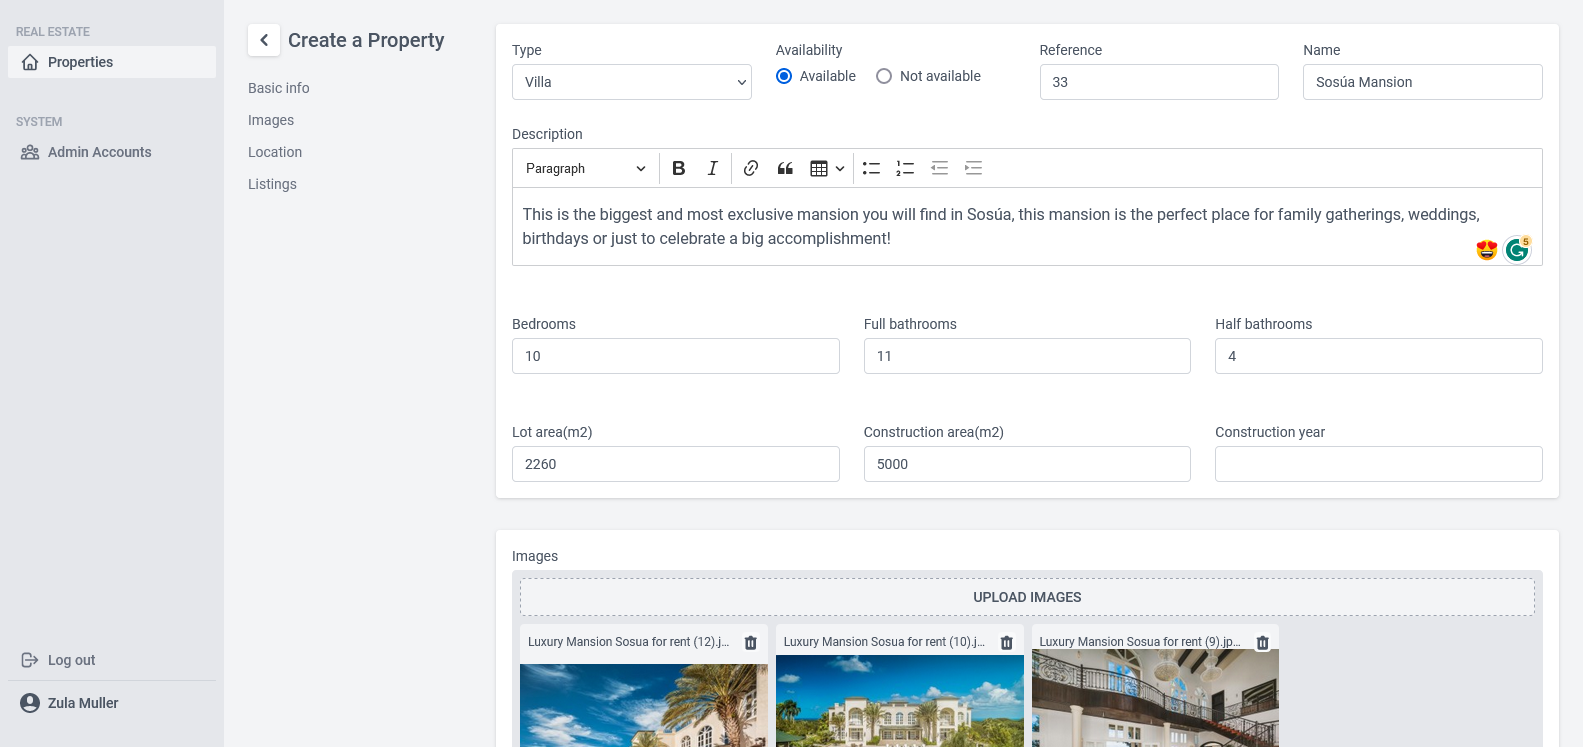 REAL ESTATE
Properties
SYSTEM
Admin Accounts
Log out
Zula Muller
Create a Property
Basic info
Images
Location
Listings
Type
Villa
Availability
Available
Not available
Reference
33
Name
Sosúa Mansion
Description
Paragraph
B I
This is the biggest and most exclusive mansion you will find in Sosúa, this mansion is the perfect place for family gatherings, weddings,
birthdays or just to celebrate a big accomplishment!
5
Bedrooms
10
Full bathrooms
11
Half bathrooms
4
Lot area(m2)
2260
Construction area(m2)
5000
Construction year
Images
UPLOAD IMAGES
Luxury Mansion Sosua for rent (12).j...
Luxury Mansion Sosua for rent (10).j...
Luxury Mansion Sosua for rent (9).jp...